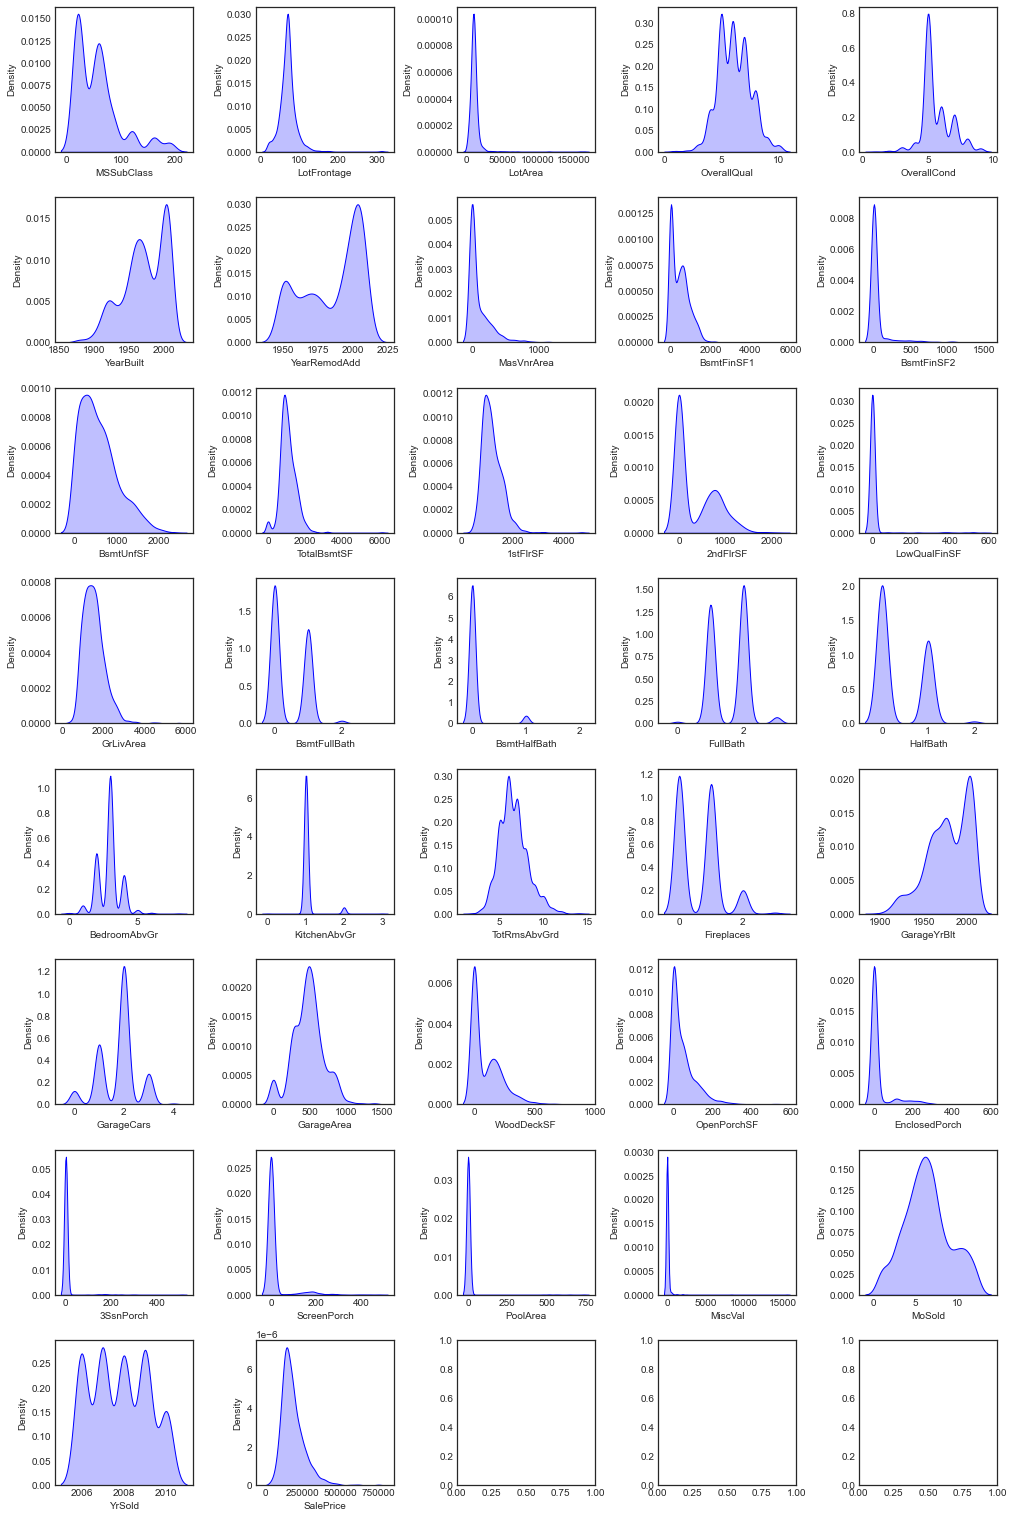 0.0150
0.0125
0.0100
0.0075
0.0050
0.0025
0.0000
Density
0 100 200
MSSubClass
0.030
0.025
0.020
0.015
0.010
0.005
0.000
Density
0 100 200 300
LotFrontage
0.00010
0.00008
0.00006
0.00004
0.00002
0.00000
Density
0 50000 100000 150000
LotArea
0.30
0.25
0.20
0.15
0.10
0.05
0.00
Density
0 5 10
OverallQual
0.8
0.6
0.4
0.2
0.0
Density
0 5 10
OverallCond
0.015
0.010
0.005
0.000
Density
1850 1900 1950 2000
YearBuilt
0.030
0.025
0.020
0.015
0.010
0.005
0.000
Density
1950 1975 2000 2025
YearRemodAdd
0.005
0.004
0.003
0.002
0.001
0.000
Density
0 1000
MasVnrArea
0.00125
0.00100
0.00075
0.00050
0.00025
0.00000
Density
0 2000 4000 6000
BsmtFinSF1
0.008
0.006
0.004
0.002
0.000
Density
0 500 1000 1500
BsmtFinSF2
0.0010
0.0008
0.0006
0.0004
0.0002
0.0000
Density
0 1000 2000
BsmtUnfSF
0.0012
0.0010
0.0008
0.0006
0.0004
0.0002
0.0000
Density
0 2000 4000 6000
TotalBsmtSF
0.0012
0.0010
0.0008
0.0006
0.0004
0.0002
0.0000
Density
0 2000 4000
1stFlrSF
0.0020
0.0015
0.0010
0.0005
0.0000
Density
0 1000 2000
2ndFlrSF
0.030
0.025
0.020
0.015
0.010
0.005
0.000
Density
0 200 400 600
LowQualFinSF
0.0008
0.0006
0.0004
0.0002
0.0000
Density
0 2000 4000 6000
GrLivArea
1.5
1.0
0.5
0.0
Density
0 1 2 3
BsmtFullBath
6
5
4
3
2
1
0
Density
0 1 2
BsmtHalfBath
1.50
1.25
1.00
0.75
0.50
0.25
0.00
Density
0 1 2 3
FullBath
2.0
1.5
1.0
0.5
0.0
Density
0 1 2
HalfBath
1.0
0.8
0.6
0.4
0.2
0.0
Density
0 5
BedroomAbvGr
6
4
2
0
Density
0 1 2 3
KitchenAbvGr
0.30
0.25
0.20
0.15
0.10
0.05
0.00
Density
5 10 15
TotRmsAbvGrd
1.2
1.0
0.8
0.6
0.4
0.2
0.0
Density
0 2
Fireplaces
0.020
0.015
0.010
0.005
0.000
Density
1900 1950 2000
GarageYrBlt
1.2
1.0
0.8
0.6
0.4
0.2
0.0
Density
0 2 4
GarageCars
0.0020
0.0015
0.0010
0.0005
0.0000
Density
0 500 1000 1500
GarageArea
0.006
0.004
0.002
0.000
Density
0 500 1000
WoodDeckSF
0.012
0.010
0.008
0.006
0.004
0.002
0.000
Density
0 200 400 600
OpenPorchSF
0.020
0.015
0.010
0.005
0.000
Density
0 200 400 600
EnclosedPorch
0.05
0.04
0.03
0.02
0.01
0.00
Density
0 200 400
3SsnPorch
0.025
0.020
0.015
0.010
0.005
0.000
Density
0 200 400
ScreenPorch
0.03
0.02
0.01
0.00
Density
0 250 500 750
PoolArea
0.0030
0.0025
0.0020
0.0015
0.0010
0.0005
0.0000
Density
0 5000 10000 15000
MiscVal
0.150
0.125
0.100
0.075
0.050
0.025
0.000
Density
0 10
MoSold
0.25
0.20
0.15
0.10
0.05
0.00
Density
2006 2008 2010
YrSold
1e-6
6
4
2
0
Density
0 250000 500000 750000
SalePrice
1.0
0.8
0.6
0.4
0.2
0.0
0.00 0.25 0.50 0.75 1.00
1.0
0.8
0.6
0.4
0.2
0.0
0.00 0.25 0.50 0.75 1.00
1.0
0.8
0.6
0.4
0.2
0.0
0.00 0.25 0.50 0.75 1.00